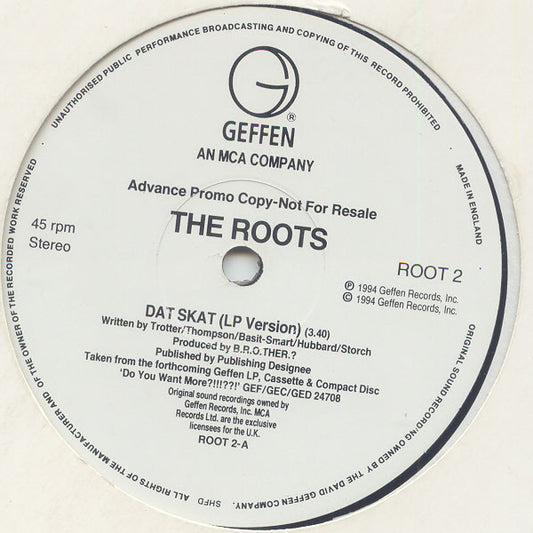 UNAUTHORISED PUBLIC PERFORMANCE BROADCASTING AND COPYING OF THIS RECORD PROHIBITED
G
®
GEFFEN
AN MCA COMPANY
Advance Promo Copy-Not For Resale
THE ROOTS
MADE IN ENGLAND
45 rpm
Stereo
ROOT 2
℗ 1994 Geffen Records, Inc.
© 1994 Geffen Records, Inc.
DAT SKAT (LP Version) (3.40)
Written by Trotter/Thompson/Basit-Smart/Hubbard/Storch
Produced by B.R.O.THER.?
Published by Publishing Designee
Taken from the forthcoming Geffen LP, Cassette & Compact Disc
'Do You Want More?!!!??!' GEF/GEC/GED 24708
Original sound recordings owned by
Geffen Records, Inc. MCA
Records Ltd. are the exclusive
licensees for the U.K.
ROOT 2-A
ORIGINAL SOUND RECORDING OWNED BY THE DAVID GEFFEN COMPANY. SHFD
ALL RIGHTS OF THE MANUFACTURER AND OF THE OWNER OF THE RECORDED WORK RESERVED